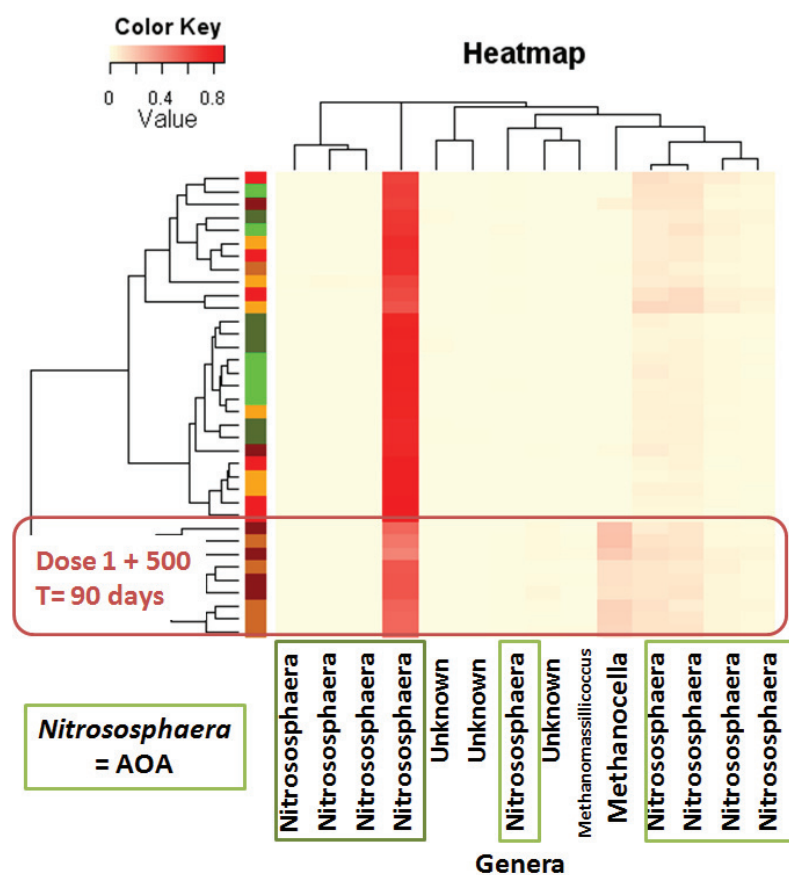 Color Key
0 0.4 0.8
Value
Heatmap
Dose 1 + 500
T= 90 days
Nitrososphaera
= AOA
Nitrososphaera
Nitrososphaera
Nitrososphaera
Nitrososphaera
Unknown
Unknown
Nitrososphaera
Unknown
Methanomassillicoccus
Methanocella
Nitrososphaera
Nitrososphaera
Nitrososphaera
Nitrososphaera
Genera